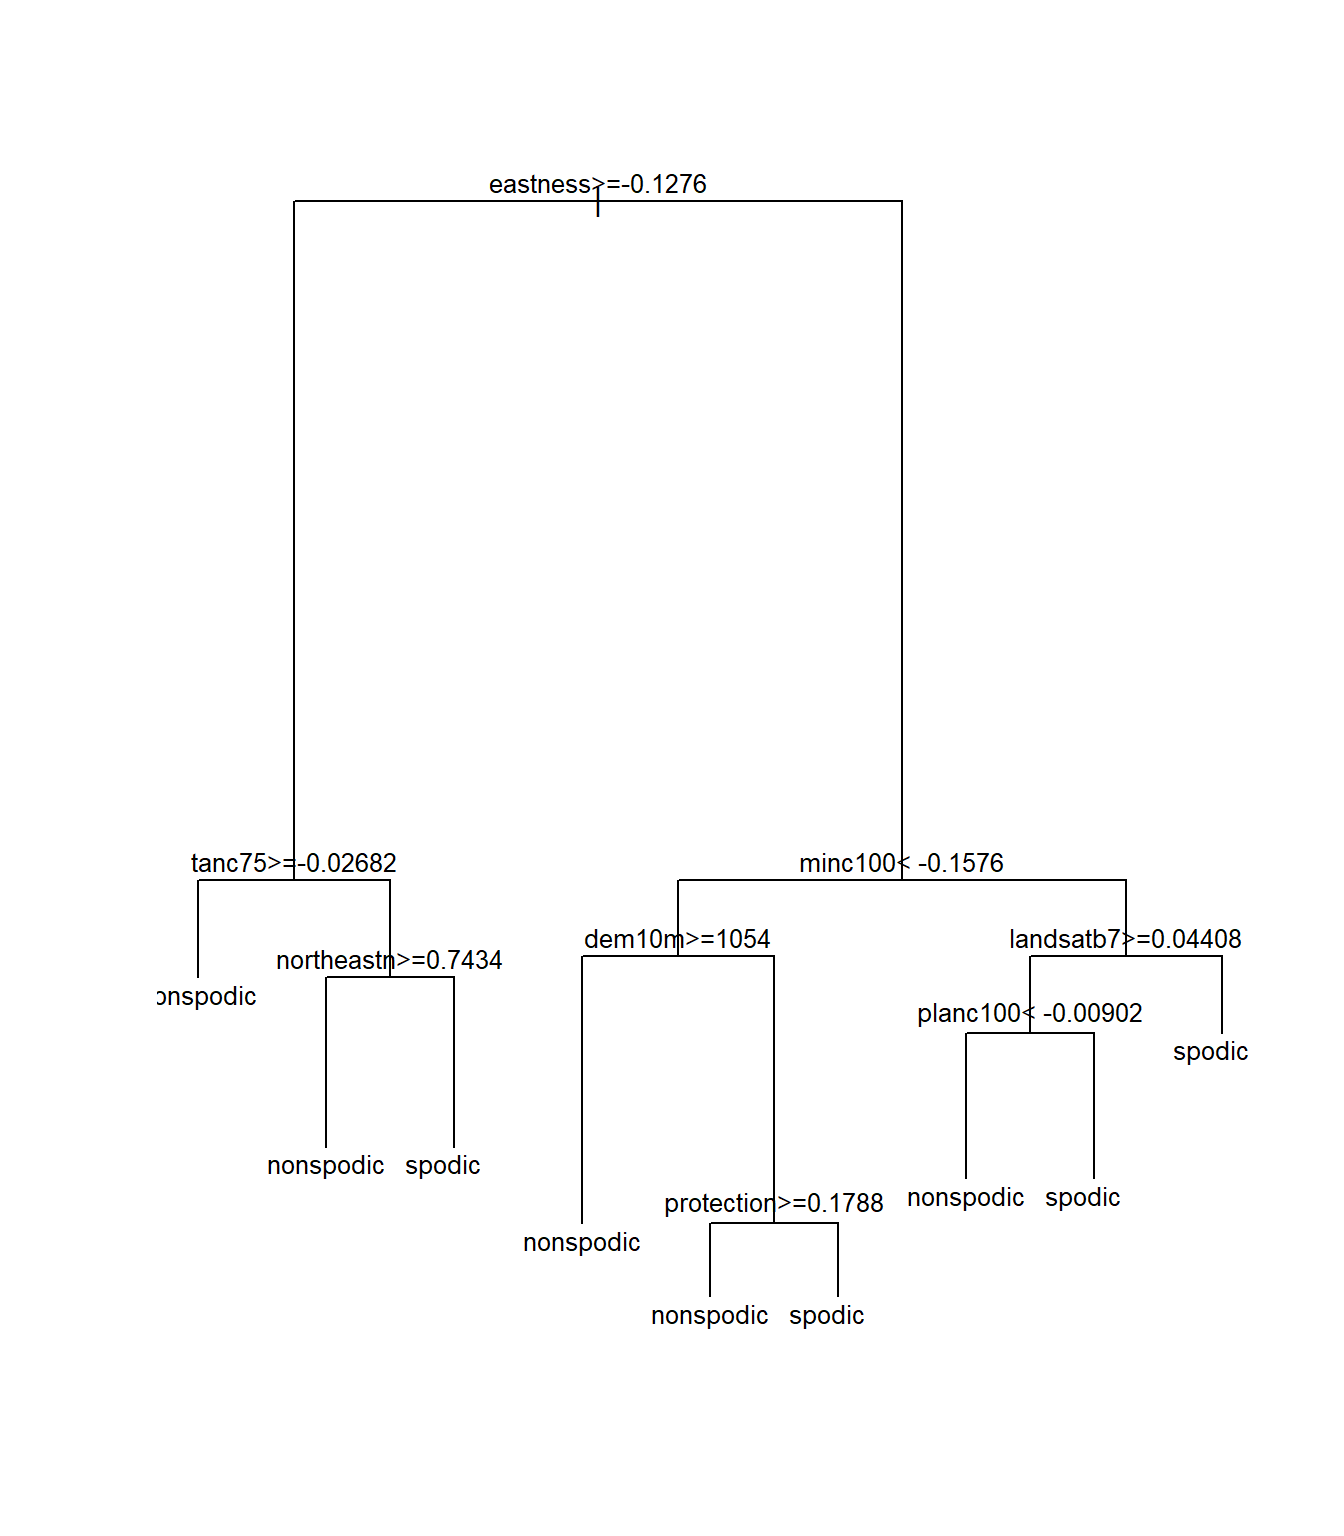 eastness>=-0.1276
tanc75>=-0.02682
minc100< -0.1576
dem10m>=1054
landsatb7>=0.04408
northeastn>=0.7434
onspodic
planc100< -0.00902
spodic
nonspodic
spodic
protection>=0.1788
nonspodic
spodic
nonspodic
nonspodic
spodic